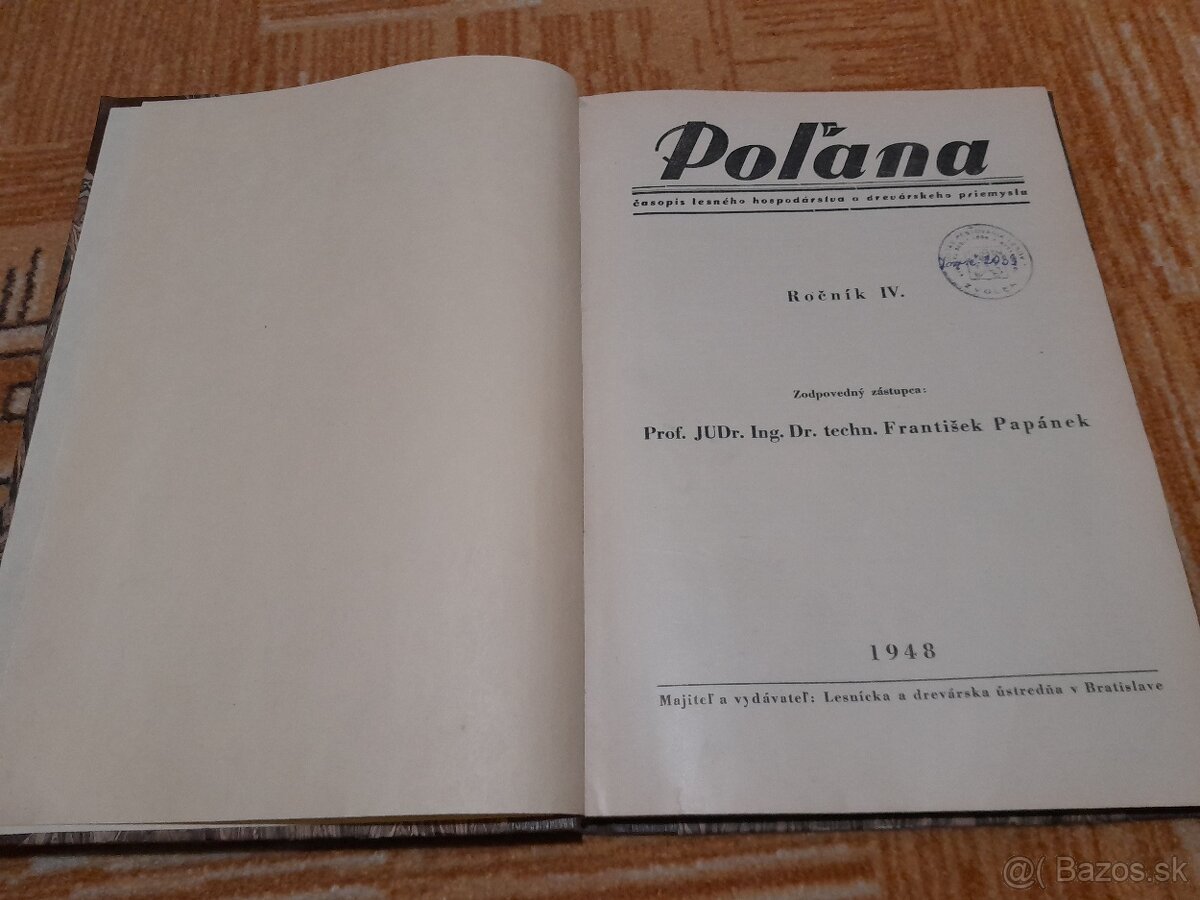 Poľana
časopis lesného hospodárstva a drevárskeho priemyslu
Ročník IV.
ZVOLEN
Zodpovedný zástupca:
Prof. JUDr. Ing. Dr. techn. František Papánek
1948
Majiteľ a vydávateľ: Lesnícka a drevárska ústredňa v Bratislave
@( Bazos.sk